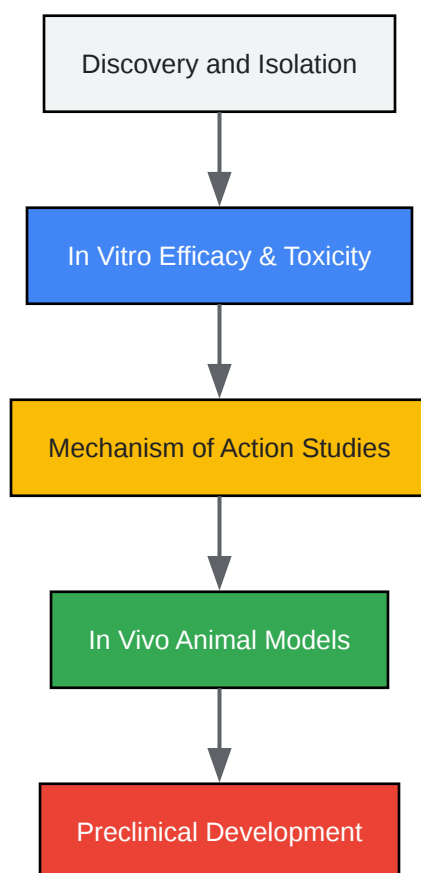 Discovery and Isolation
In Vitro Efficacy & Toxicity
Mechanism of Action Studies
In Vivo Animal Models
Preclinical Development